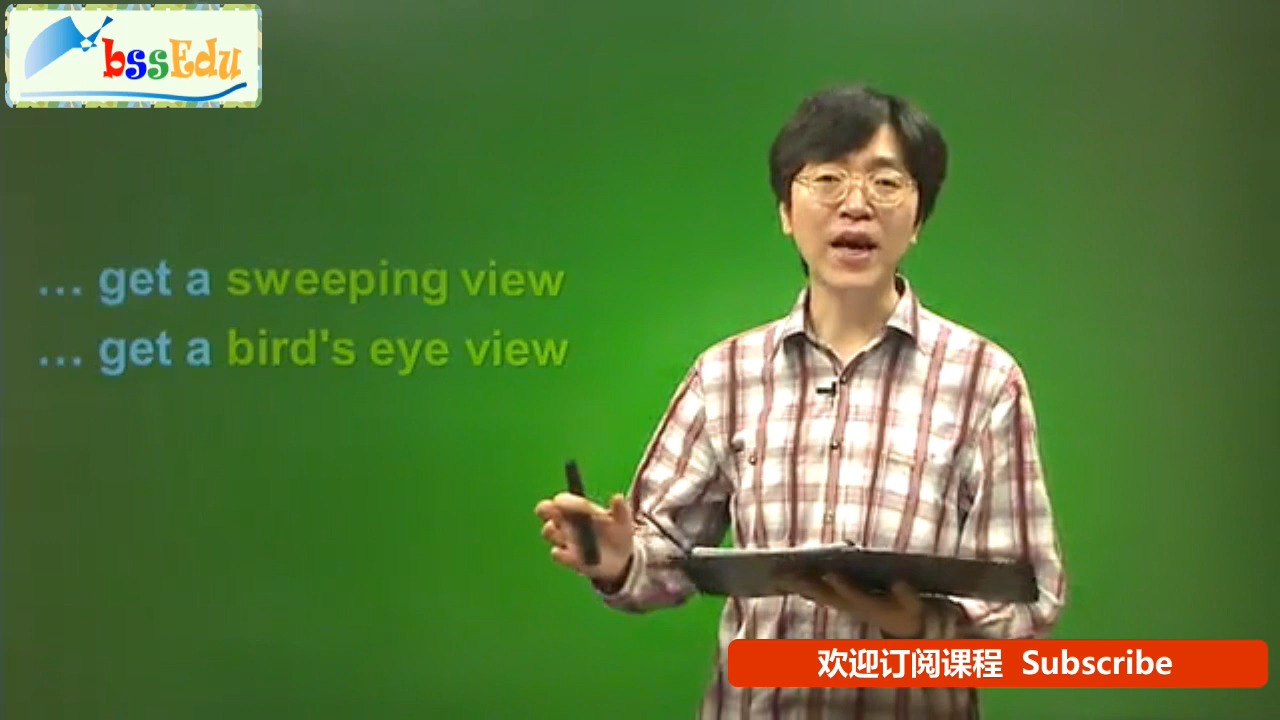 bssEdu
... get a sweeping view
... get a bird's eye view
欢迎订阅课程 Subscribe